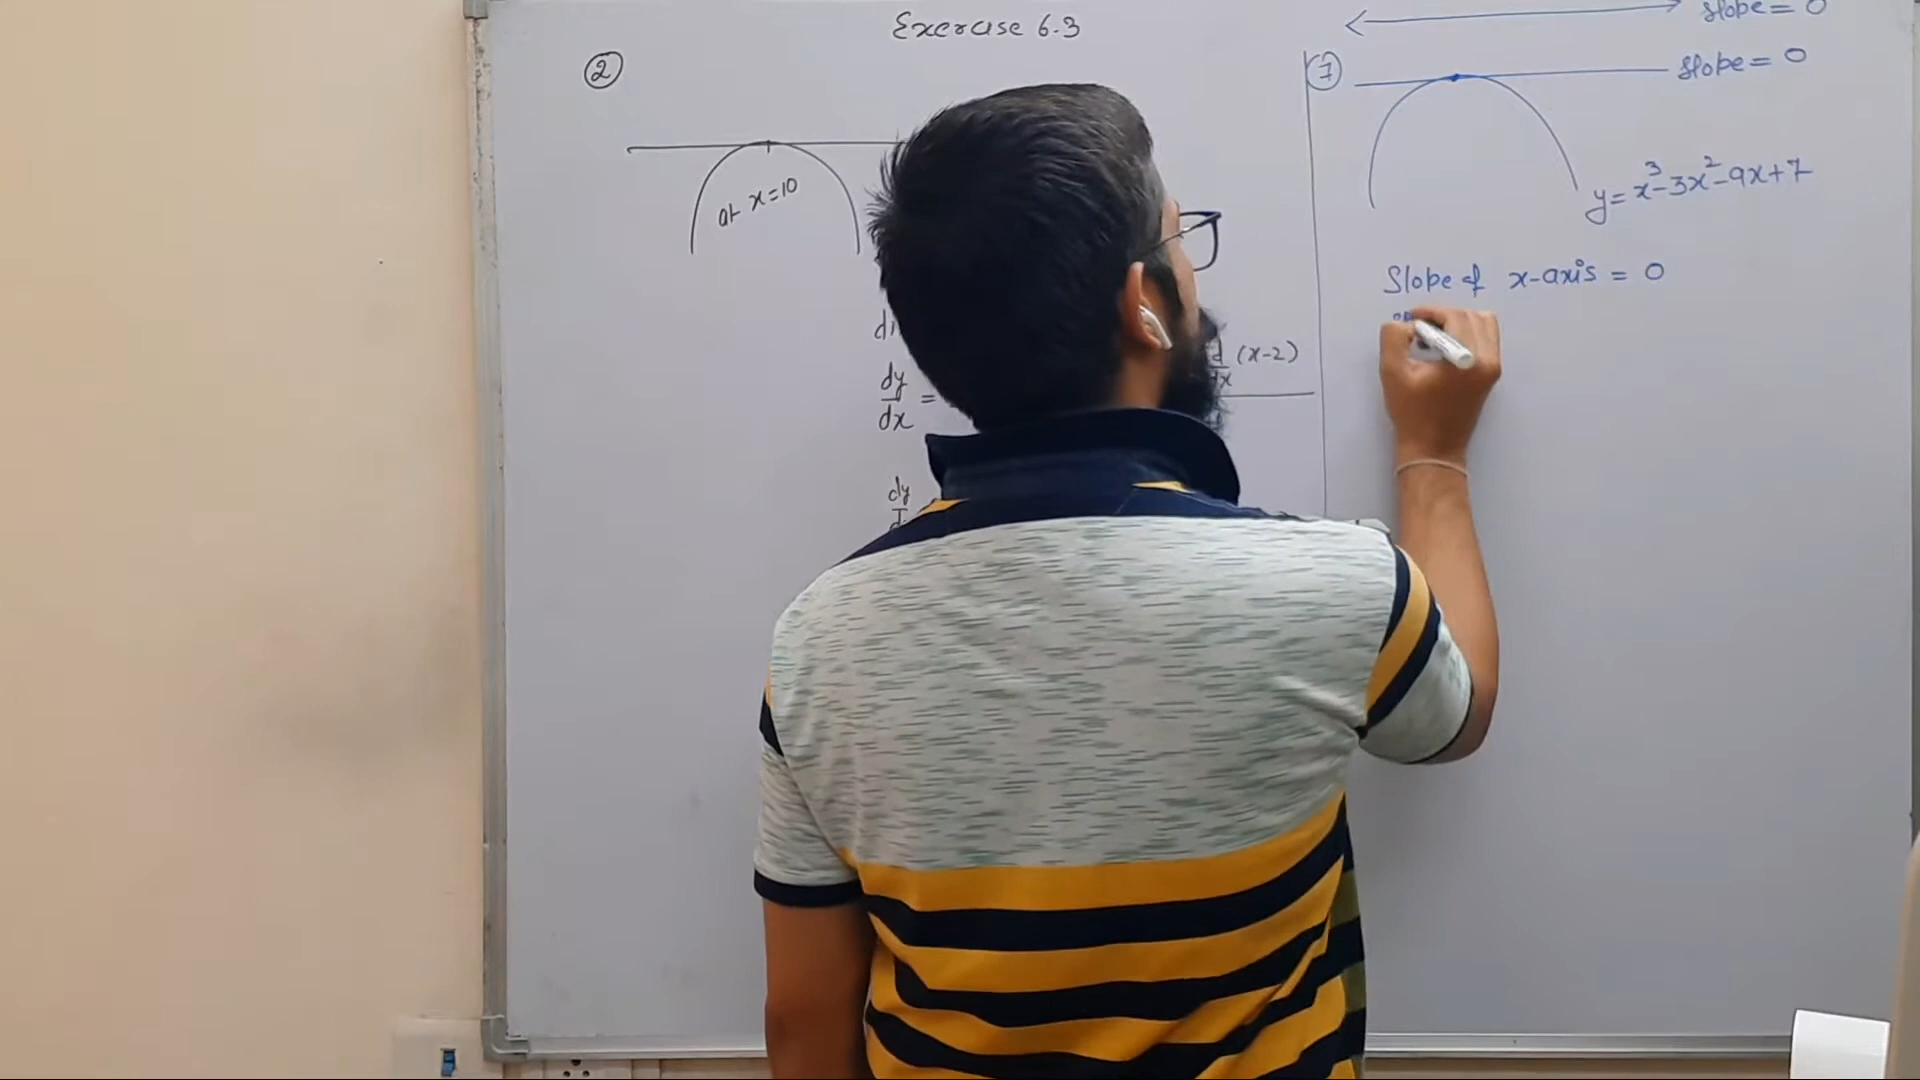 Exercise 6.3
2
at x=10
dy/dx =
d/dx (x-2)
dy
slope = 0
7
slope = 0
y = x³-3x²-9x+7
Slope of x-axis = 0